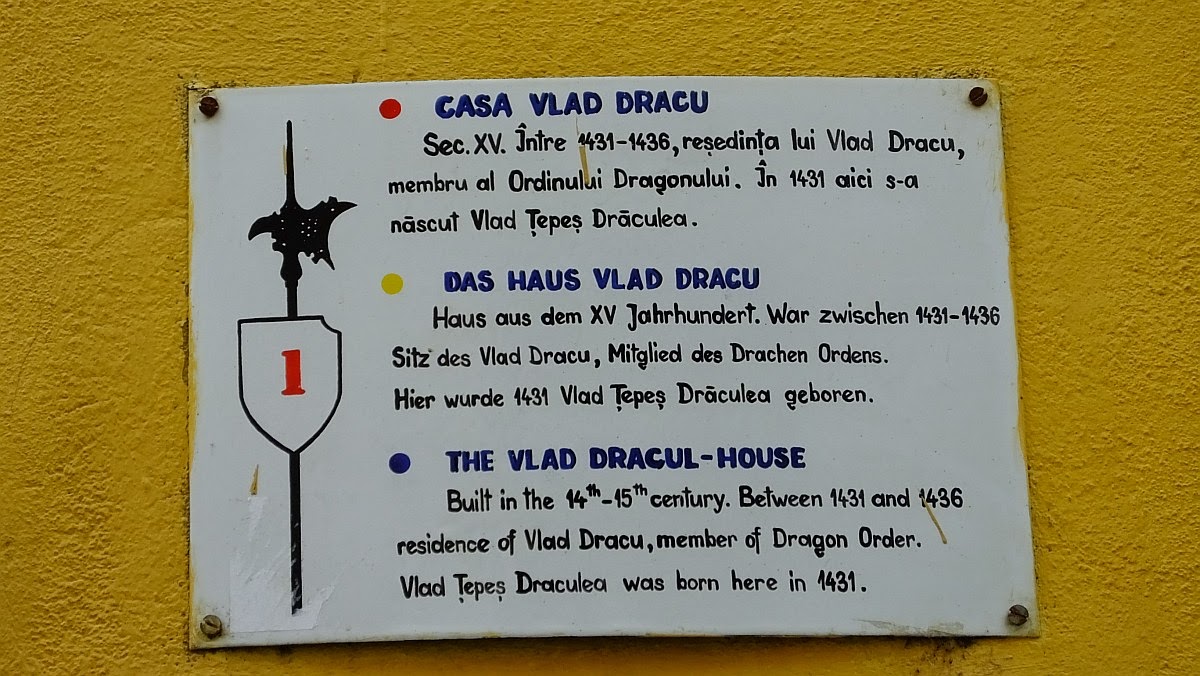 CASA VLAD DRACU
Sec. XV. Între 1431-1436, reședința lui Vlad Dracu,
membru al Ordinului Dragonului. În 1431 aici s-a
născut Vlad Țepeș Drăculea.
DAS HAUS VLAD DRACU
Haus aus dem XV Jahrhundert. War zwischen 1431-1436
Sitz des Vlad Dracu, Mitglied des Drachen Ordens.
Hier wurde 1431 Vlad Țepeș Drăculea geboren.
1
THE VLAD DRACUL-HOUSE
Built in the 14th-15th century. Between 1431 and 1436
residence of Vlad Dracu, member of Dragon Order.
Vlad Țepeș Draculea was born here in 1431.